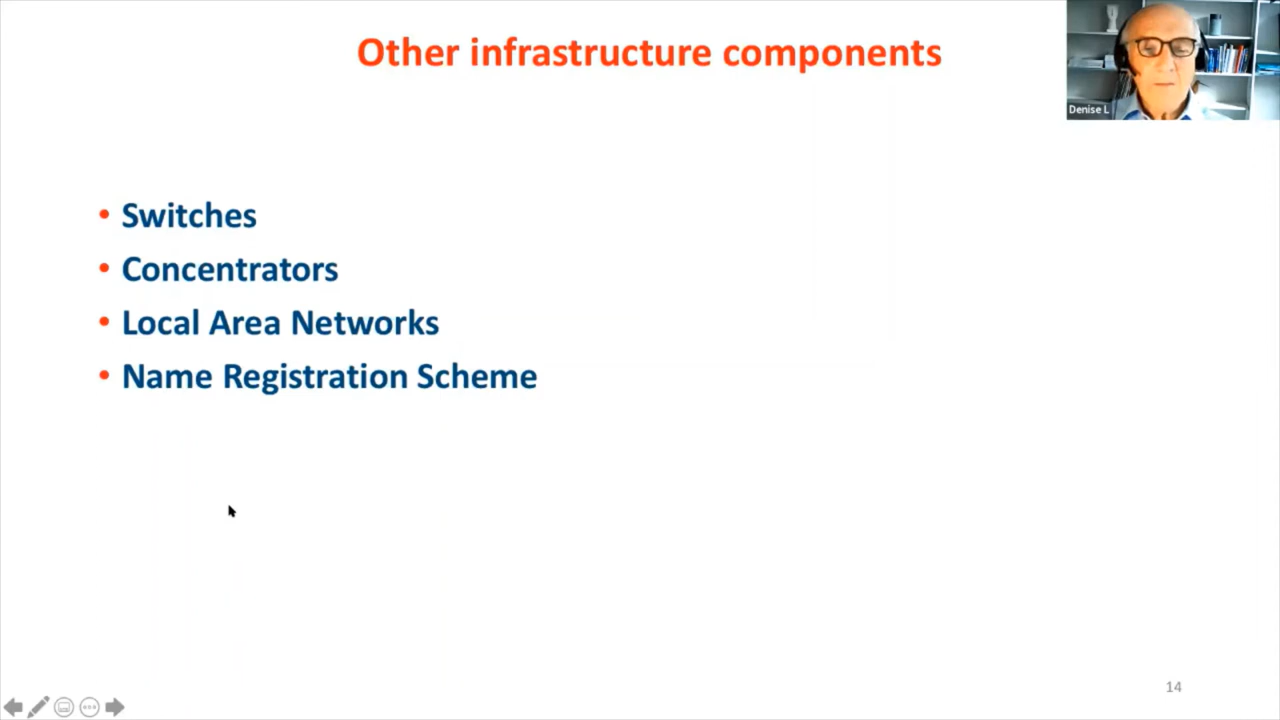 Other infrastructure components
Denise L
• Switches
• Concentrators
• Local Area Networks
• Name Registration Scheme
14